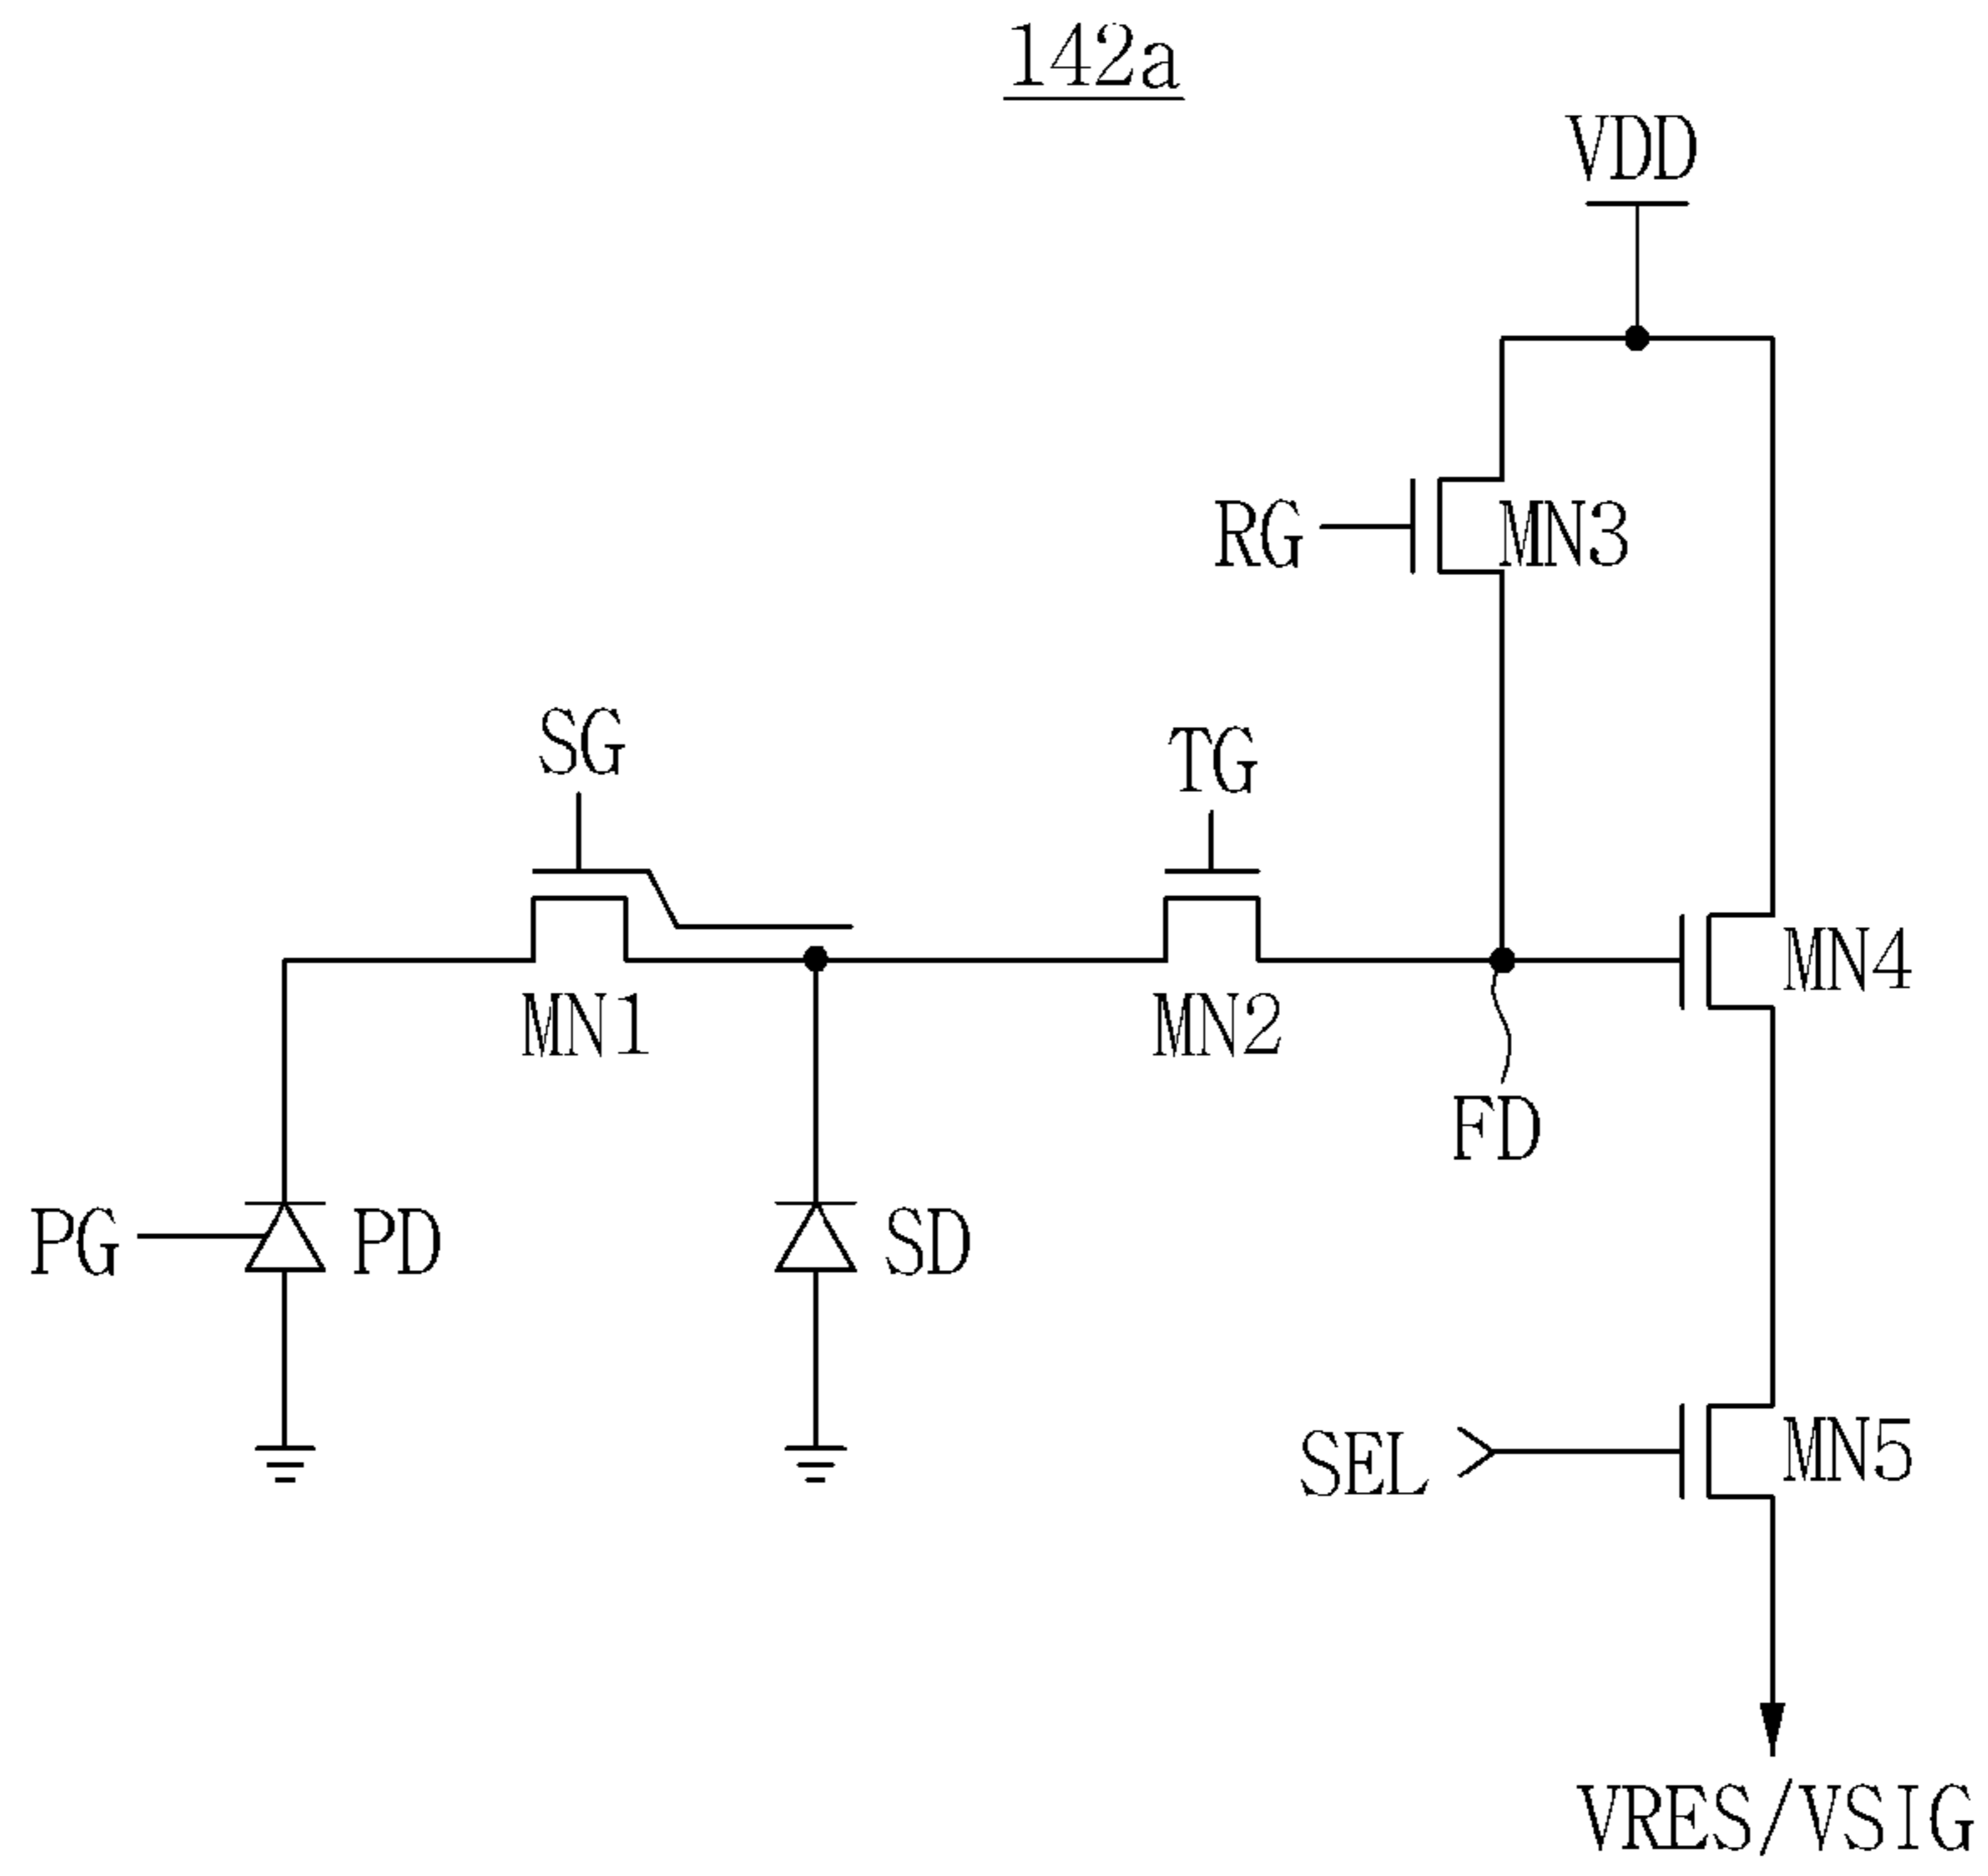 142a
VDD
RG
MN3
SG
TG
MN4
MN1
MN2
FD
PG
PD
SD
SEL
MN5
VRES/VSIG